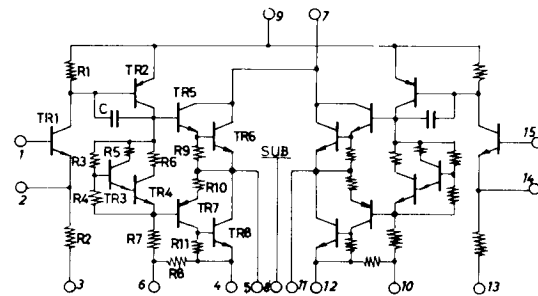 9 7
R1 TR2 TR5
C
TR1 TR6
R9
1 R3 R5 R6 SUB 15
R10
2 R4 TR3 TR4 TR7 14
R2 R7 R11 TR8
R8
3 6 4 5 8 11 12 10 13